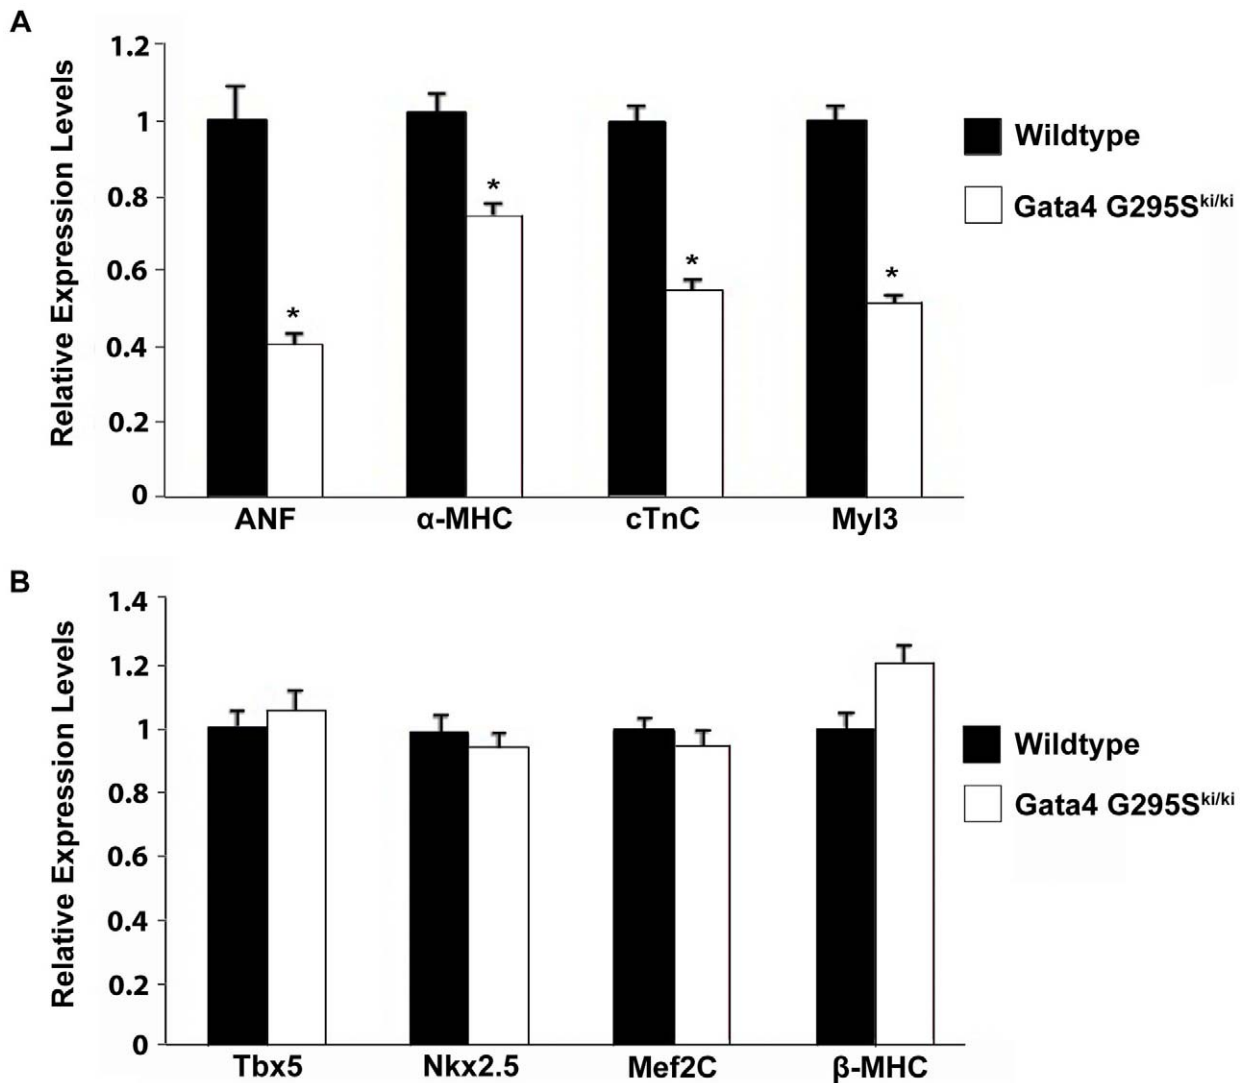 A
Relative Expression Levels
1.2
1
0.8
0.6
0.4
0.2
0
*
*
*
*
ANF
α-MHC
cTnC
Myl3
Wildtype
Gata4 G295Ski/ki
B
Relative Expression Levels
1.4
1.2
1
0.8
0.6
0.4
0.2
0
Tbx5
Nkx2.5
Mef2C
β-MHC
Wildtype
Gata4 G295Ski/ki